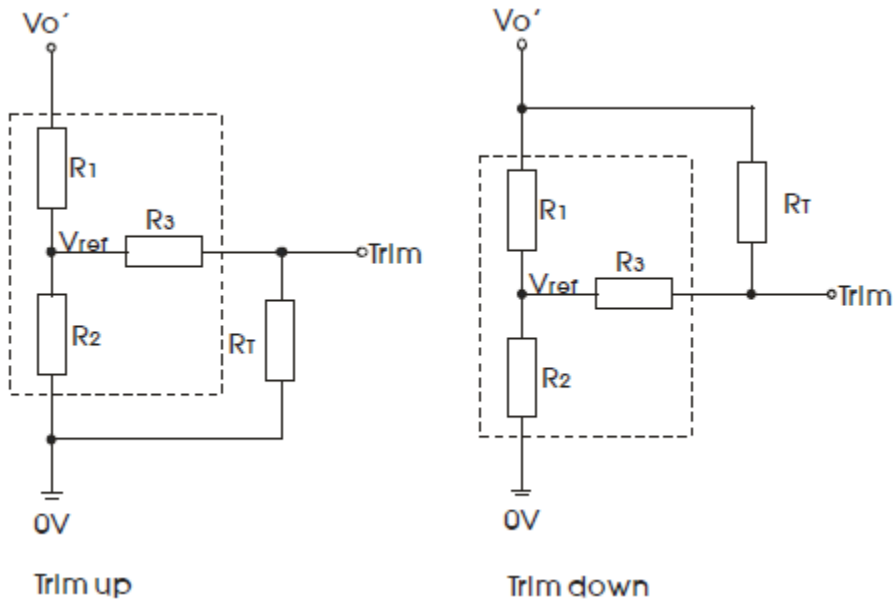 Vo′
R1
Vref
R3
Trim
R2
RT
0V
Trim up
Vo′
R1
RT
Vref
R3
Trim
R2
0V
Trim down